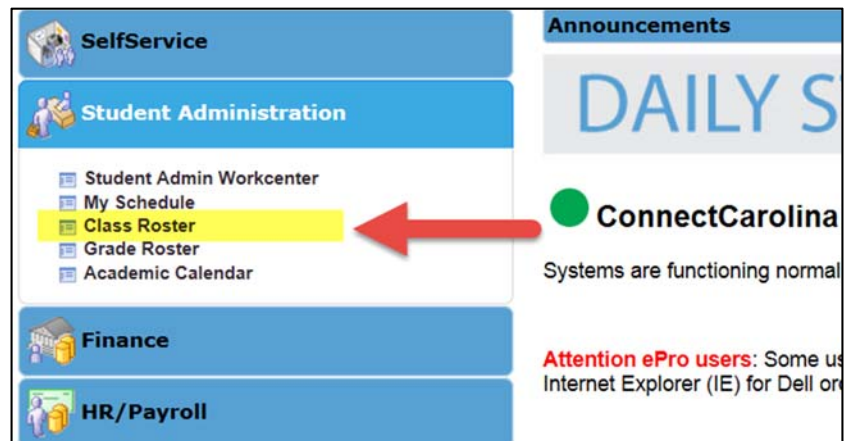 SelfService
Student Administration
Student Admin Workcenter
My Schedule
Class Roster
Grade Roster
Academic Calendar
Finance
HR/Payroll
Announcements
DAILY S
ConnectCarolina
Systems are functioning normal
Attention ePro users: Some us
Internet Explorer (IE) for Dell or